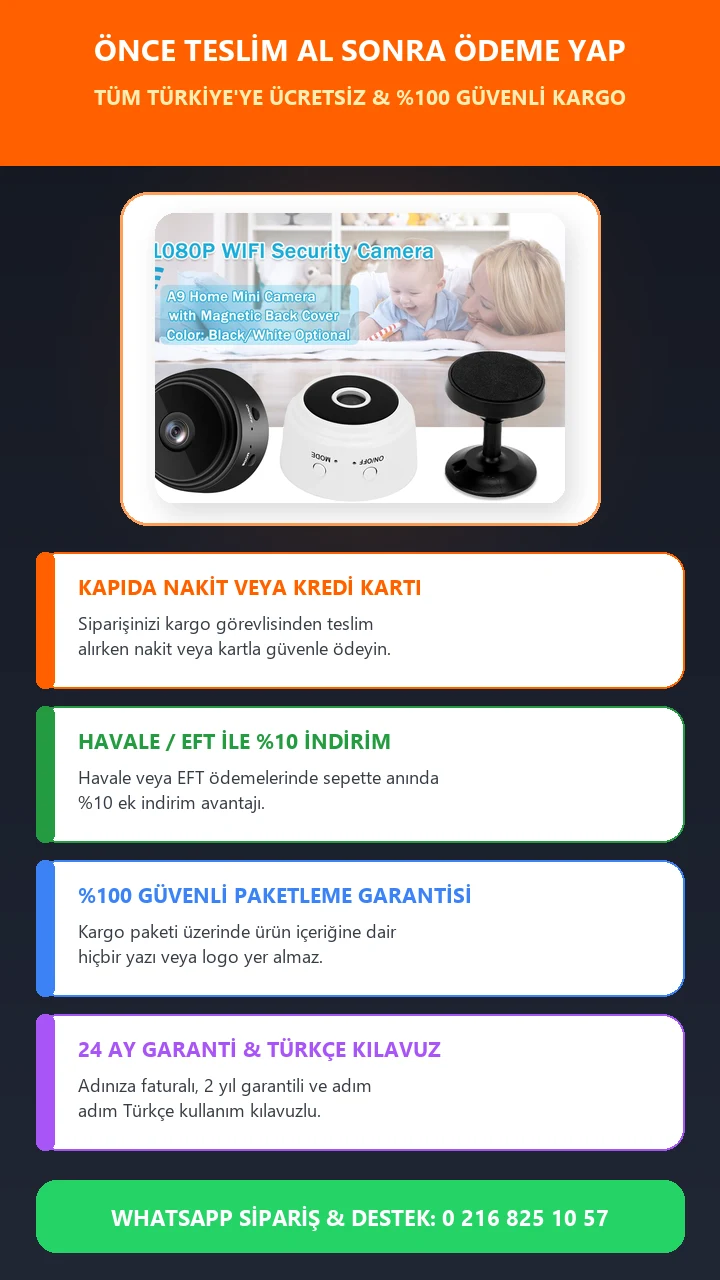 ÖNCE TESLİM AL SONRA ÖDEME YAP
TÜM TÜRKİYE'YE ÜCRETSİZ & %100 GÜVENLİ KARGO
1080P WIFI Security Camera
A9 Home Mini Camera
with Magnetic Back Cover
Color: Black/White Optional
MODE
ON/OFF
KAPIDA NAKİT VEYA KREDİ KARTI
Siparişinizi kargo görevlisinden teslim
alırken nakit veya kartla güvenle ödeyin.
HAVALE / EFT İLE %10 İNDİRİM
Havale veya EFT ödemelerinde sepette anında
%10 ek indirim avantajı.
%100 GÜVENLİ PAKETLEME GARANTİSİ
Kargo paketi üzerinde ürün içeriğine dair
hiçbir yazı veya logo yer almaz.
24 AY GARANTİ & TÜRKÇE KILAVUZ
Adınıza faturalı, 2 yıl garantili ve adım
adım Türkçe kullanım kılavuzlu.
WHATSAPP SİPARİŞ & DESTEK: 0 216 825 10 57